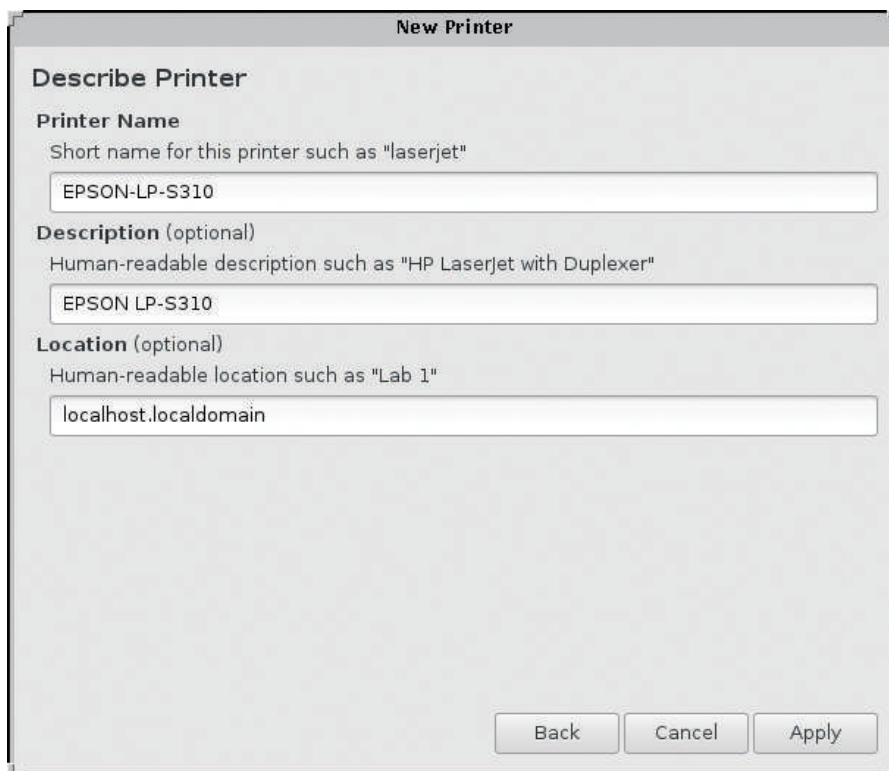 New Printer
Describe Printer
Printer Name
Short name for this printer such as "laserjet"
EPSON-LP-S310
Description (optional)
Human-readable description such as "HP LaserJet with Duplexer"
EPSON LP-S310
Location (optional)
Human-readable location such as "Lab 1"
localhost.localdomain
Back Cancel Apply